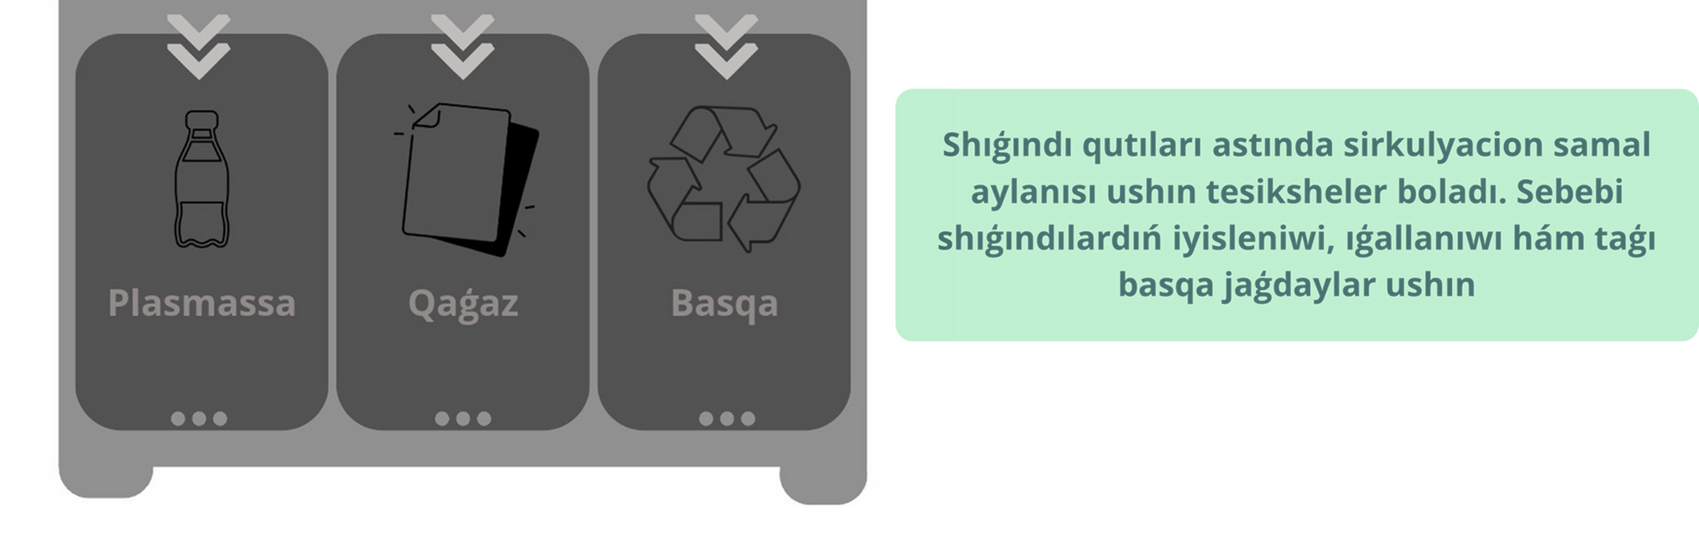 Plasmassa
Qaǵaz
Basqa
Shıǵındı qutıları astında sirkulyacion samal
aylanısı ushın tesiksheler boladı. Sebebi
shıǵındılardıń iyisleniwi, ıǵallanıwı hám taǵı
basqa jaǵdaylar ushın